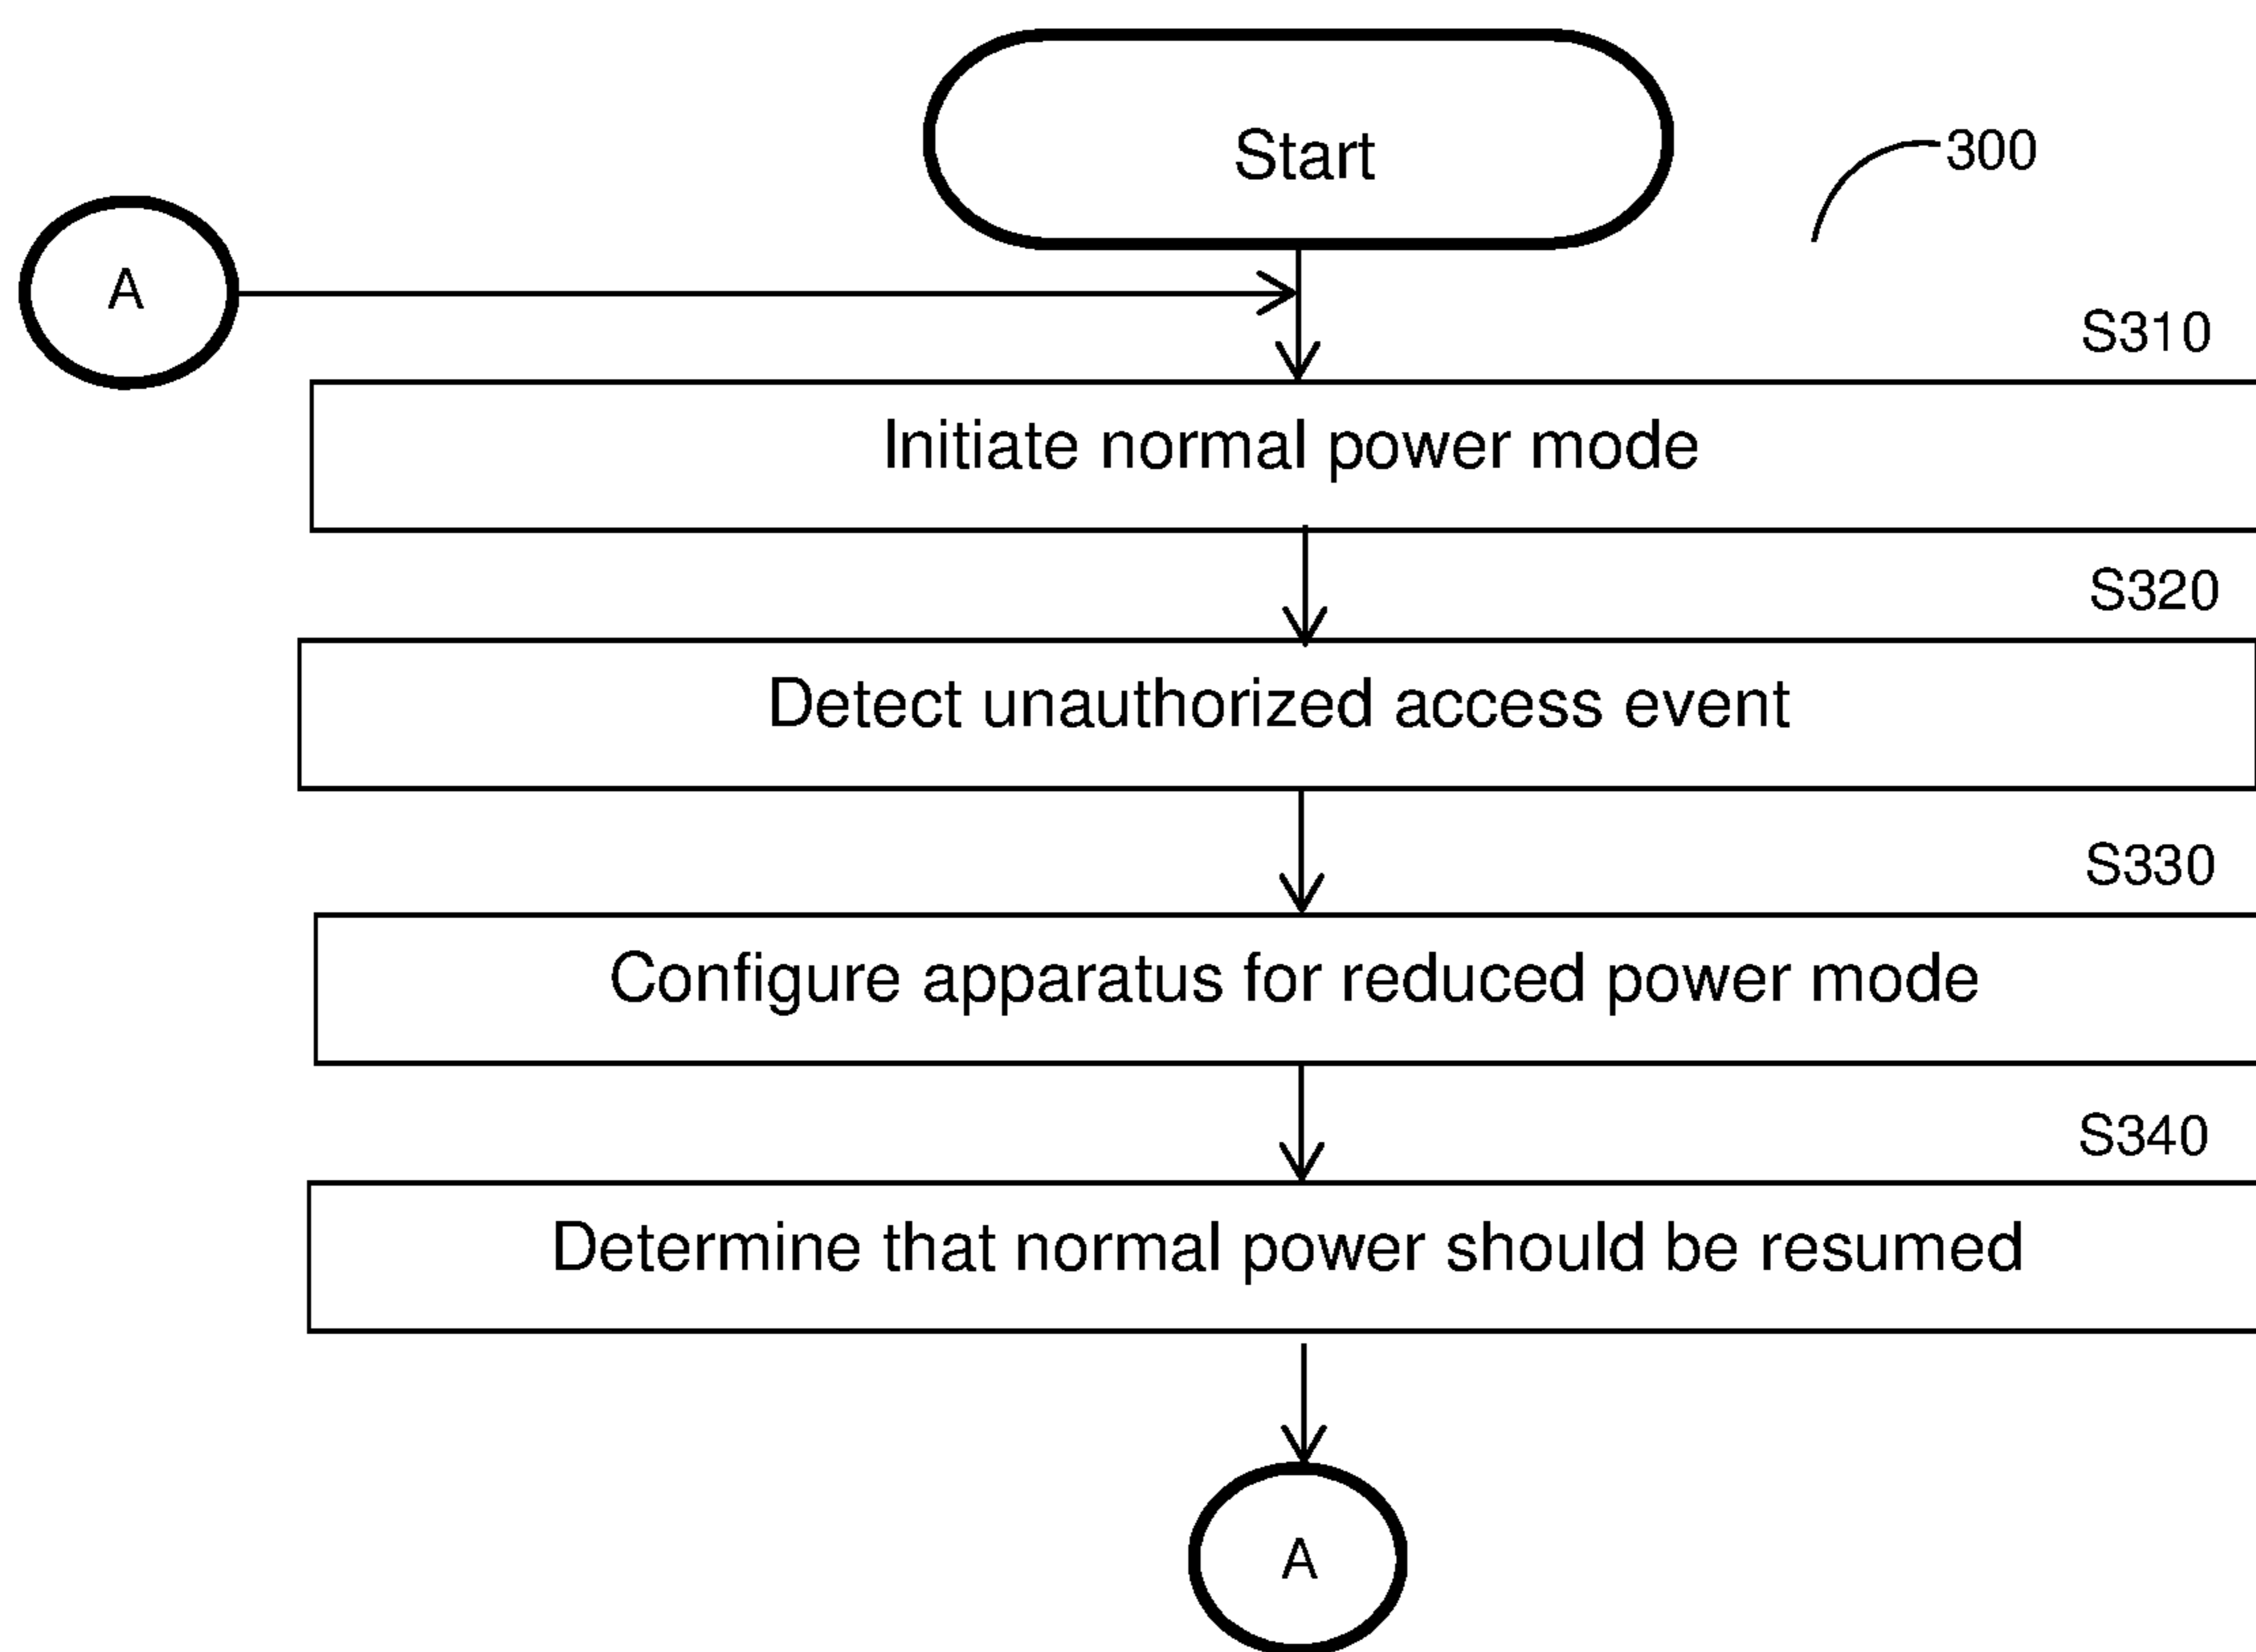 Start
300
A
S310
Initiate normal power mode
S320
Detect unauthorized access event
S330
Configure apparatus for reduced power mode
S340
Determine that normal power should be resumed
A